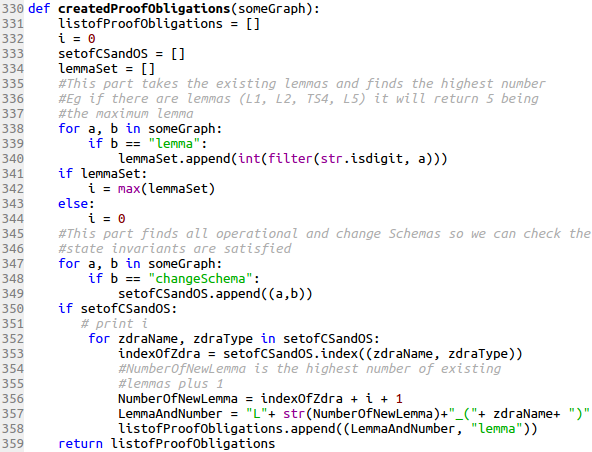 330 def createdProofObligations(someGraph):
331     listofProofObligations = []
332     i = 0
333     setofCSandOS = []
334     lemmaSet = []
335     #This part takes the existing lemmas and finds the highest number
336     #Eg if there are lemmas (L1, L2, TS4, L5) it will return 5 being
337     #the maximum lemma
338     for a, b in someGraph:
339         if b == "lemma":
340             lemmaSet.append(int(filter(str.isdigit, a)))
341     if lemmaSet:
342         i = max(lemmaSet)
343     else:
344         i = 0
345     #This part finds all operational and change Schemas so we can check the
346     #state invariants are satisfied
347     for a, b in someGraph:
348         if b == "changeSchema":
349             setofCSandOS.append((a,b))
350     if setofCSandOS:
351        # print i
352         for zdraName, zdraType in setofCSandOS:
353             indexOfZdra = setofCSandOS.index((zdraName, zdraType))
354             #NumberOfNewLemma is the highest number of existing
355             #lemmas plus 1
356             NumberOfNewLemma = indexOfZdra + i + 1
357             LemmaAndNumber = "L"+ str(NumberOfNewLemma)+"_("+ zdraName+ ")"
358             listofProofObligations.append((LemmaAndNumber, "lemma"))
359     return listofProofObligations